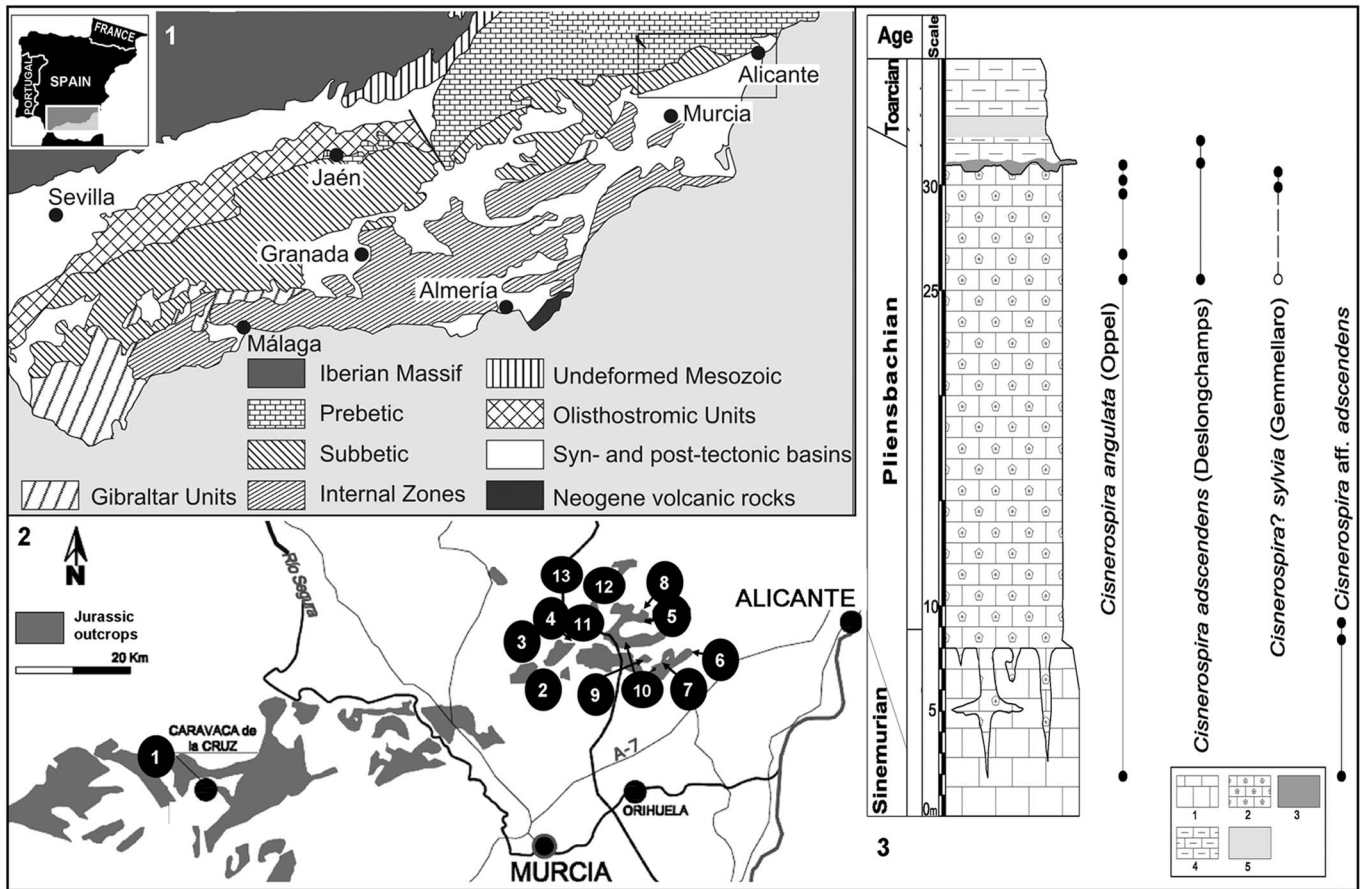 1
FRANCE
PORTUGAL
SPAIN
Alicante
Murcia
Jaén
Sevilla
Granada
Almería
Málaga
Iberian Massif
Undeformed Mesozoic
Prebetic
Olisthostromic Units
Subbetic
Syn- and post-tectonic basins
Gibraltar Units
Internal Zones
Neogene volcanic rocks
2
N
Jurassic
outcrops
20 Km
Río Segura
CARAVACA de
la CRUZ
1
13
12
8
4
11
5
3
6
2
9
10
7
ALICANTE
A-7
ORIHUELA
MURCIA
3
Age
Scale
Toarcian
Pliensbachian
Sinemurian
30
25
10
5
0m
Cisnerospira angulata (Oppel)
Cisnerospira adscendens (Deslongchamps)
Cisnerospira? sylvia (Gemmellaro)
Cisnerospira aff. adscendens
1
2
3
4
5